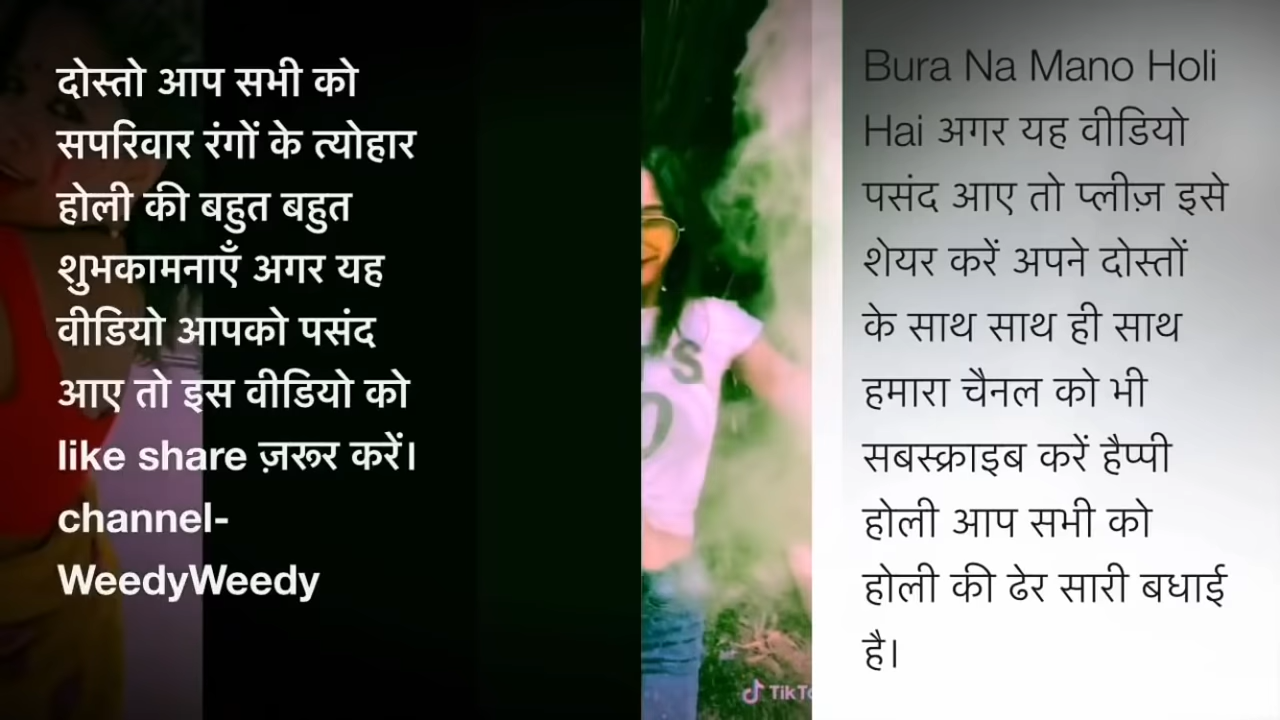 दोस्तो आप सभी को
सपरिवार रंगों के त्योहार
होली की बहुत बहुत
शुभकामनाएँ अगर यह
वीडियो आपको पसंद
आए तो इस वीडियो को
like share ज़रूर करें।
channel-
WeedyWeedy
Bura Na Mano Holi
Hai अगर यह वीडियो
पसंद आए तो प्लीज़ इसे
शेयर करें अपने दोस्तों
के साथ साथ ही साथ
हमारा चैनल को भी
सबस्क्राइब करें हैप्पी
होली आप सभी को
होली की ढेर सारी बधाई
है।